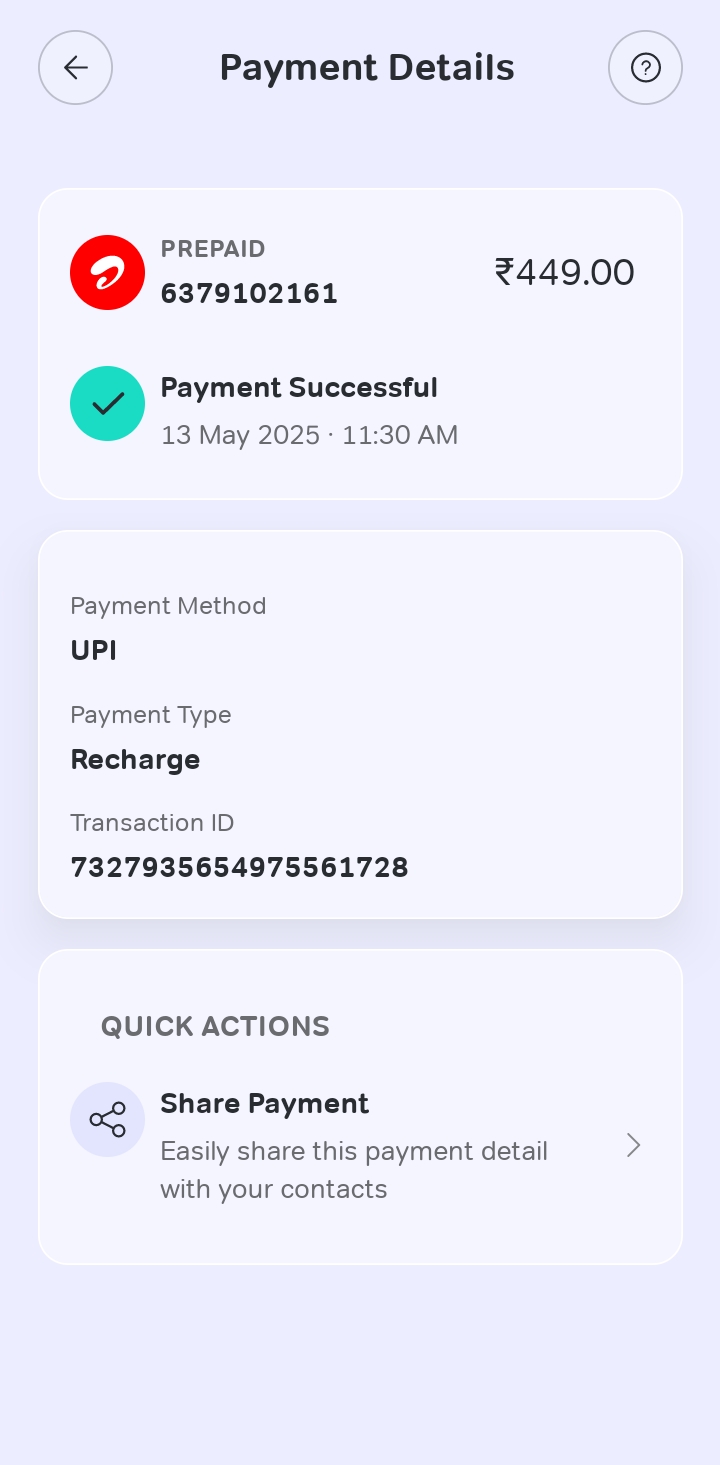 Payment Details
PREPAID
6379102161
₹449.00
Payment Successful
13 May 2025 · 11:30 AM
Payment Method
UPI
Payment Type
Recharge
Transaction ID
7327935654975561728
QUICK ACTIONS
Share Payment
Easily share this payment detail
with your contacts